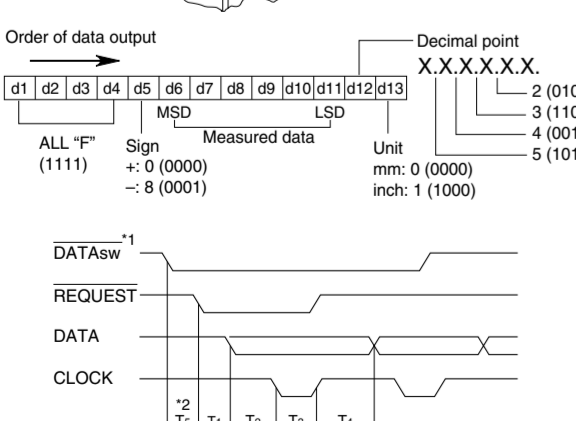 Order of data output
Decimal point
X.X.X.X.X.X.
d1 d2 d3 d4 d5 d6 d7 d8 d9 d10 d11 d12 d13
2 (010
3 (110
4 (001
5 (101
MSD LSD
Measured data
ALL “F”
(1111)
Sign
+: 0 (0000)
–: 8 (0001)
Unit
mm: 0 (0000)
inch: 1 (1000)
DATAsw*1
REQUEST
DATA
CLOCK
*2